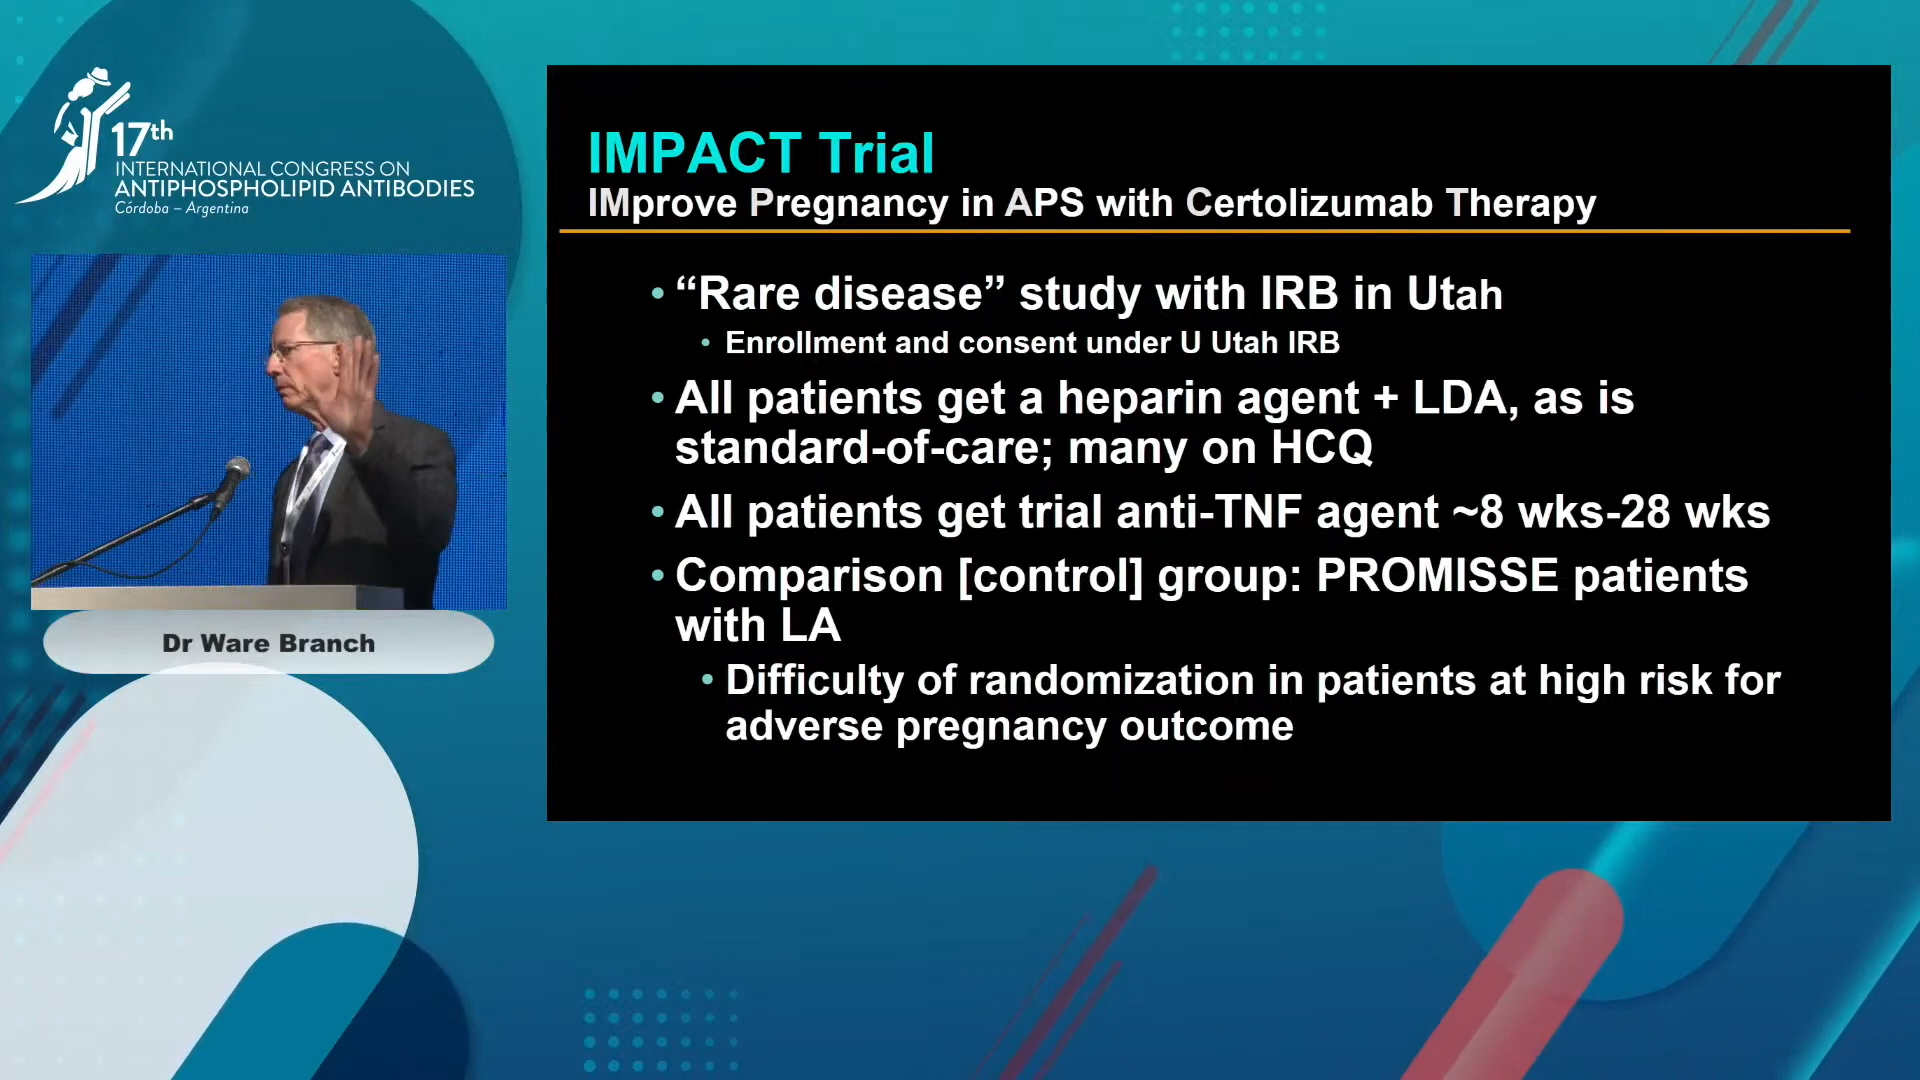 17th
INTERNATIONAL CONGRESS ON
ANTIPHOSPHOLIPID ANTIBODIES
Córdoba – Argentina
Dr Ware Branch
IMPACT Trial
IMprove Pregnancy in APS with Certolizumab Therapy
• “Rare disease” study with IRB in Utah
• Enrollment and consent under U Utah IRB
• All patients get a heparin agent + LDA, as is
standard-of-care; many on HCQ
• All patients get trial anti-TNF agent ~8 wks-28 wks
• Comparison [control] group: PROMISSE patients
with LA
• Difficulty of randomization in patients at high risk for
adverse pregnancy outcome